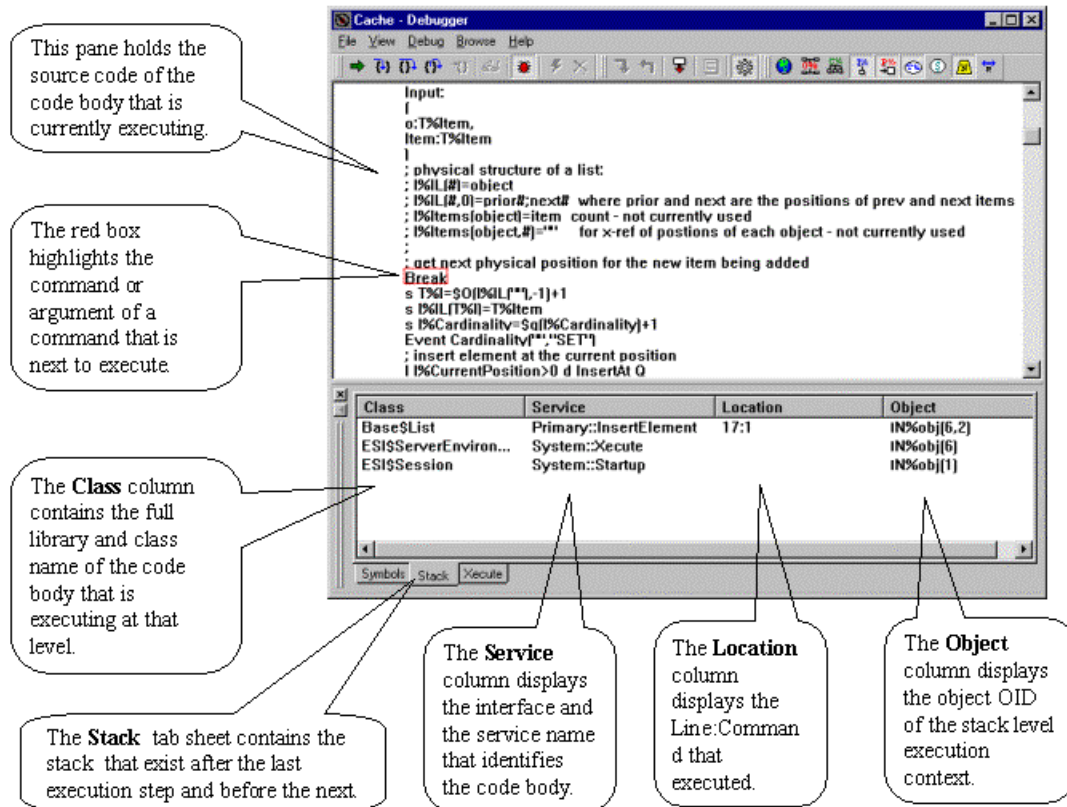 Cache - Debugger
File View Debug Browse Help
This pane holds the
source code of the
code body that is
currently executing.
Input:
(
o:T%Item,
Item:T%Item
)
; physical structure of a list:
; I%IL(#)=object
; I%IL(#,0)=prior#;next# where prior and next are the positions of prev and next items
; I%Items(object)=item count - not currently used
; I%Items(object,#)="" for x-ref of postions of each object - not currently used
;
; get next physical position for the new item being added
Break
s T%I=$O(I%IL(""),-1)+1
s I%IL(T%I)=T%Item
s I%Cardinality=$g(I%Cardinality)+1
Event Cardinality("","SET")
; insert element at the current position
I I%CurrentPosition>0 d InsertAt Q
The red box
highlights the
command or
argument of a
command that is
next to execute.
Class Service Location Object
Base$List Primary::InsertElement 17:1 IN%obj(6,2)
ESI$ServerEnviron... System::Xecute IN%obj(6)
ESI$Session System::Startup IN%obj(1)
Symbols Stack Xecute
The Class column
contains the full
library and class
name of the code
body that is
executing at that
level.
The Stack tab sheet contains the
stack that exist after the last
execution step and before the next.
The Service
column displays
the interface and
the service name
that identifies
the code body.
The Location
column
displays the
Line:Comman
d that
executed.
The Object
column displays
the object OID
of the stack level
execution
context.